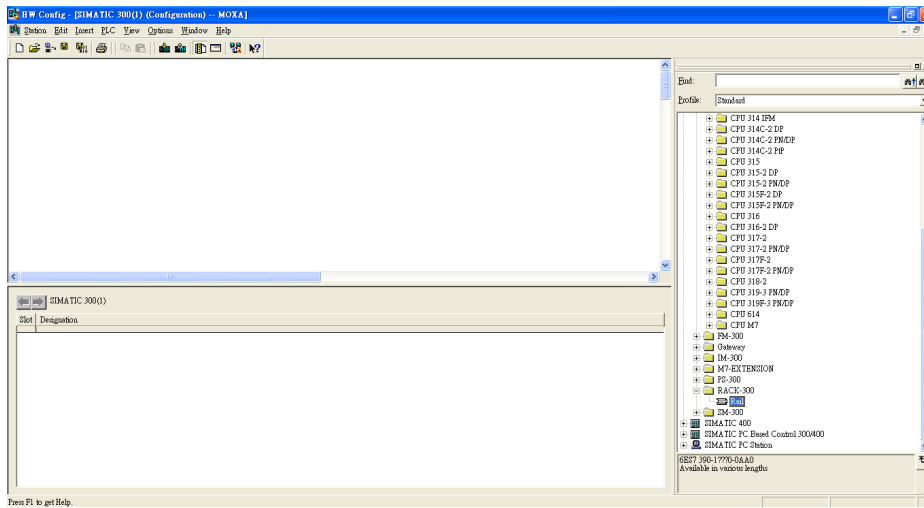 HW Config - [SIMATIC 300(1) (Configuration) -- MOXA]
Station Edit Insert PLC View Options Window Help
Find:
Profile: Standard
CPU 314 IFM
CPU 314C-2 DP
CPU 314C-2 PN/DP
CPU 314C-2 PtP
CPU 315
CPU 315-2 DP
CPU 315-2 PN/DP
CPU 315F-2 DP
CPU 315F-2 PN/DP
CPU 316
CPU 316-2 DP
CPU 317-2
CPU 317-2 PN/DP
CPU 317F-2
CPU 317F-2 PN/DP
CPU 318-2
CPU 319-3 PN/DP
CPU 319F-3 PN/DP
CPU 614
CPU M7
FM-300
Gateway
IM-300
M7-EXTENSION
PS-300
RACK-300
Rail
SM-300
SIMATIC 400
SIMATIC PC Based Control 300/400
SIMATIC PC Station
6ES7 390-1???0-0AA0
Available in various lengths
SIMATIC 300(1)
Slot Designation
Press F1 to get Help.